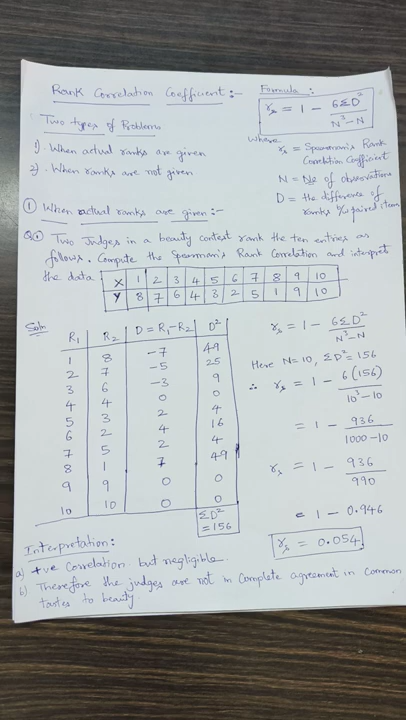 Rank Correlation Coefficient :-
Formula :
rₛ = 1 - 6ΣD² / N³-N
Two types of Problems
1) When actual ranks are given
2) When ranks are not given
Where
rₛ = Spearman's Rank
Correlation Coefficient
N = No of observations
D = the difference of
ranks b/w paired item
① When actual ranks are given :-
Q① Two Judges in a beauty contest rank the ten entries as
follows. Compute the Spearman's Rank Correlation and interpret
the data
X 1 2 3 4 5 6 7 8 9 10
Y 8 7 6 4 3 2 5 1 9 10
Soln
R₁ R₂ D = R₁-R₂ D²
1 8 -7 49
2 7 -5 25
3 6 -3 9
4 4 0 0
5 3 2 4
6 2 4 16
7 5 2 4
8 1 7 49
9 9 0 0
10 10 0 0
ΣD²
= 156
rₛ = 1 - 6ΣD² / N³-N
Here N=10, ΣD² = 156
∴ rₛ = 1 - 6(156) / 10³-10
= 1 - 936 / 1000-10
rₛ = 1 - 936 / 990
= 1 - 0.946
rₛ = 0.054
Interpretation :
a) +ve Correlation but negligible.
b) Therefore the judges are not in complete agreement in common
tastes to beauty